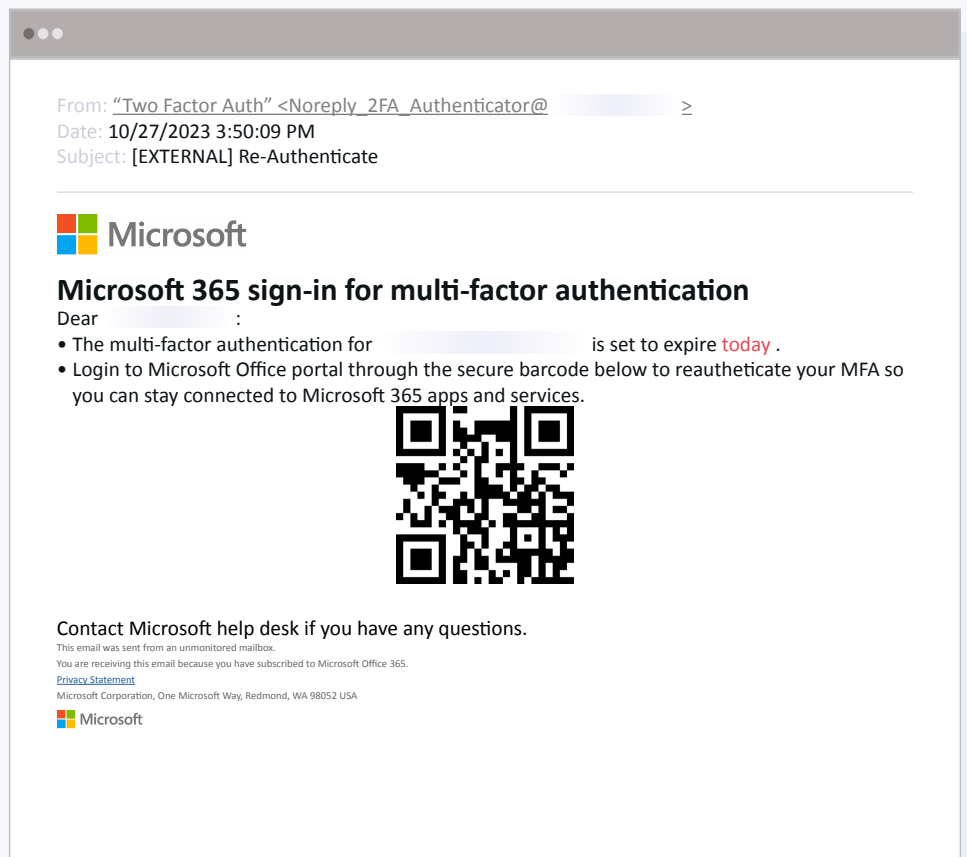 From: “Two Factor Auth” <Noreply_2FA_Authenticator@ >
Date: 10/27/2023 3:50:09 PM
Subject: [EXTERNAL] Re-Authenticate
Microsoft
Microsoft 365 sign-in for multi-factor authentication
Dear :
• The multi-factor authentication for is set to expire today .
• Login to Microsoft Office portal through the secure barcode below to reautheticate your MFA so
you can stay connected to Microsoft 365 apps and services.
Contact Microsoft help desk if you have any questions.
This email was sent from an unmonitored mailbox.
You are receiving this email because you have subscribed to Microsoft Office 365.
Privacy Statement
Microsoft Corporation, One Microsoft Way, Redmond, WA 98052 USA
Microsoft